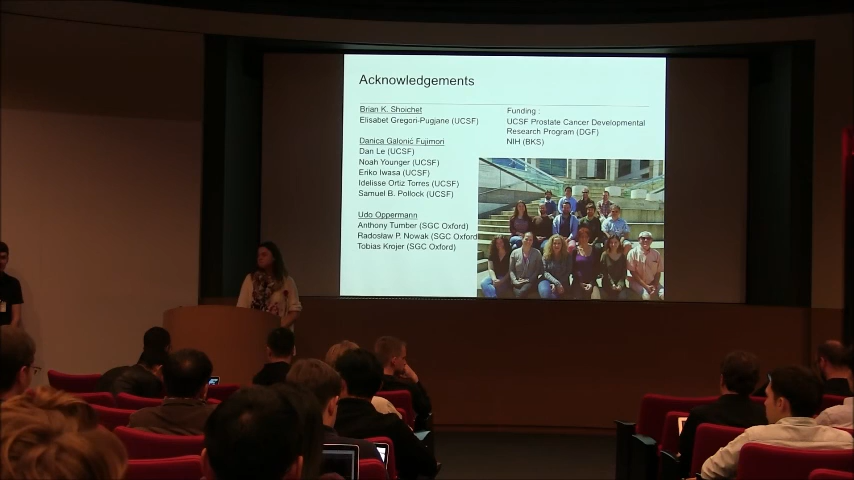 Acknowledgements
Brian K. Shoichet
Elisabet Gregori-Pugjane (UCSF)
Danica Galonić Fujimori
Dan Le (UCSF)
Noah Younger (UCSF)
Eriko Iwasa (UCSF)
Idelisse Ortiz Torres (UCSF)
Samuel B. Pollock (UCSF)
Udo Oppermann
Anthony Tumber (SGC Oxford)
Radosław P. Nowak (SGC Oxford)
Tobias Krojer (SGC Oxford)
Funding :
UCSF Prostate Cancer Developmental
Research Program (DGF)
NIH (BKS)